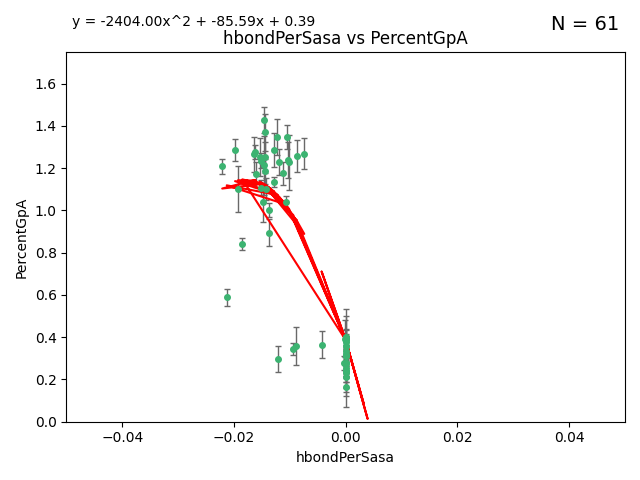 y = -2404.00x^2 + -85.59x + 0.39
N = 61
hbondPerSasa vs PercentGpA
PercentGpA
1.6
1.4
1.2
1.0
0.8
0.6
0.4
0.2
0.0
−0.04 −0.02 0.00 0.02 0.04
hbondPerSasa